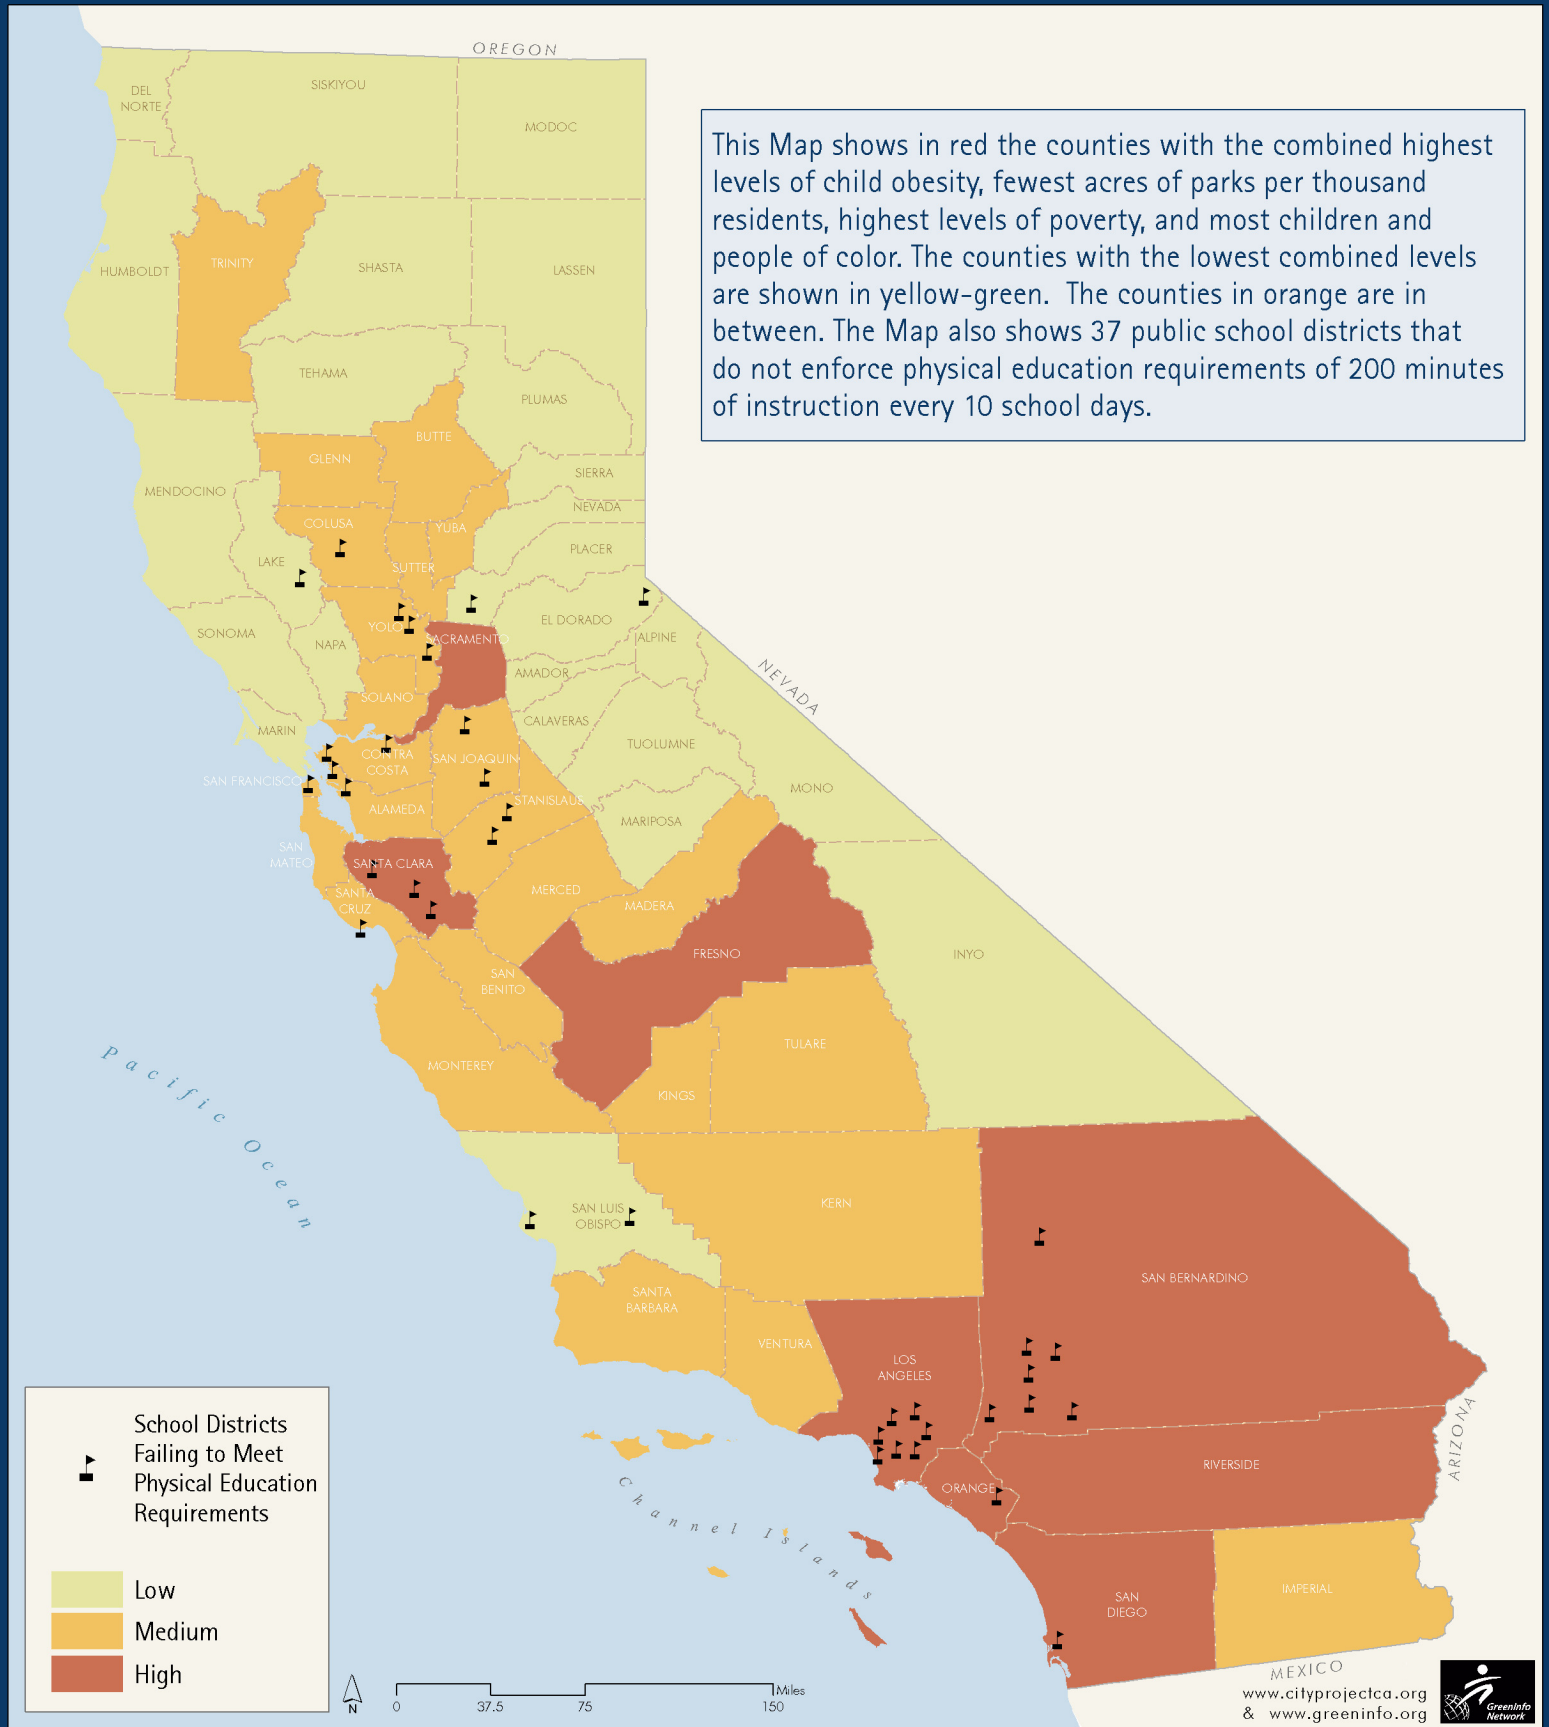 OREGON
DEL
NORTE
SISKIYOU
MODOC
This Map shows in red the counties with the combined highest
levels of child obesity, fewest acres of parks per thousand
residents, highest levels of poverty, and most children and
people of color. The counties with the lowest combined levels
are shown in yellow-green. The counties in orange are in
between. The Map also shows 37 public school districts that
do not enforce physical education requirements of 200 minutes
of instruction every 10 school days.
HUMBOLDT
TRINITY
SHASTA
LASSEN
TEHAMA
PLUMAS
BUTTE
GLENN
SIERRA
MENDOCINO
NEVADA
COLUSA
YUBA
PLACER
LAKE
SUTTER
EL DORADO
YOLO
SONOMA
SACRAMENTO
ALPINE
NAPA
AMADOR
NEVADA
SOLANO
CALAVERAS
MARIN
TUOLUMNE
CONTRA
COSTA
SAN JOAQUIN
SAN FRANCISCO
MONO
STANISLAUS
ALAMEDA
MARIPOSA
SAN
MATEO
SANTA CLARA
SANTA
CRUZ
MERCED
MADERA
FRESNO
INYO
SAN
BENITO
TULARE
Pacific Ocean
MONTEREY
KINGS
KERN
SAN LUIS
OBISPO
SAN BERNARDINO
SANTA
BARBARA
VENTURA
LOS
ANGELES
ARIZONA
RIVERSIDE
ORANGE
Channel Islands
IMPERIAL
SAN
DIEGO
MEXICO
School Districts
Failing to Meet
Physical Education
Requirements
Low
Medium
High
N
Miles
0 37.5 75 150
www.cityprojectca.org
& www.greeninfo.org
GreenInfo
Network